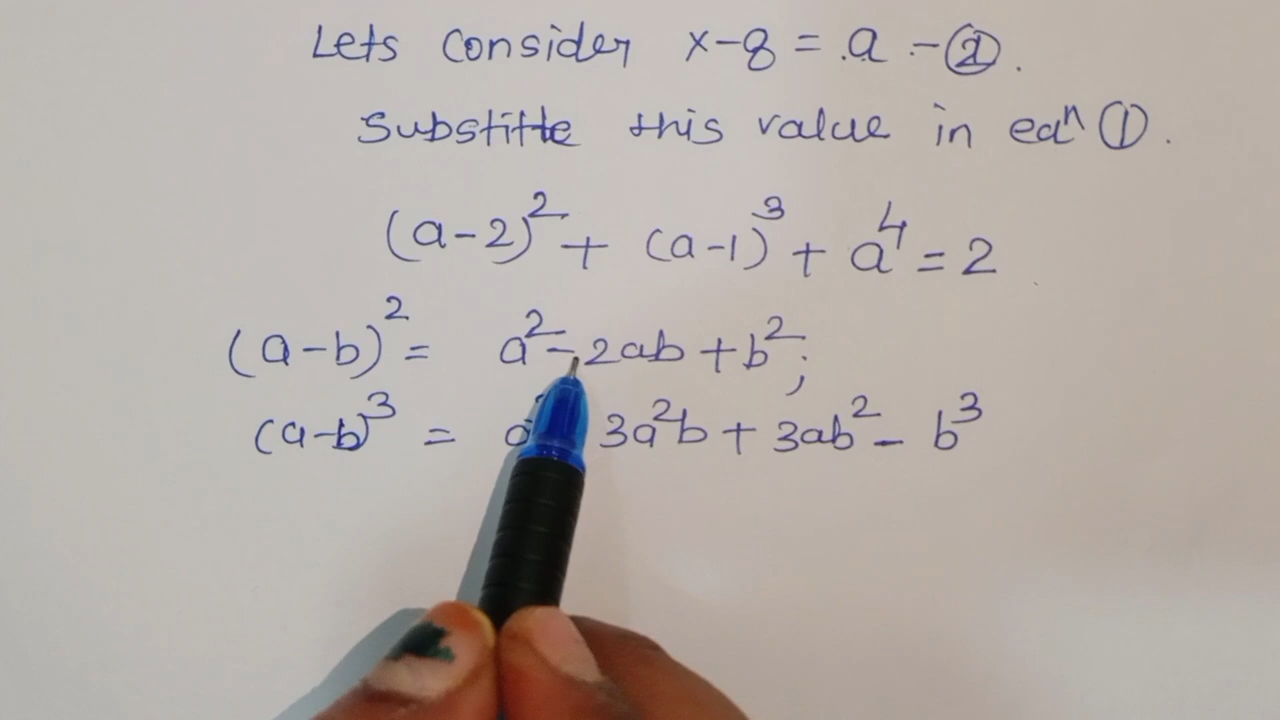 Lets consider x-8 = a -②.
Substitte this value in eqⁿ ①.
(a-2)² + (a-1)³ + a⁴ = 2
(a-b)² = a² - 2ab + b²;
(a-b)³ = a 3a²b + 3ab² - b³